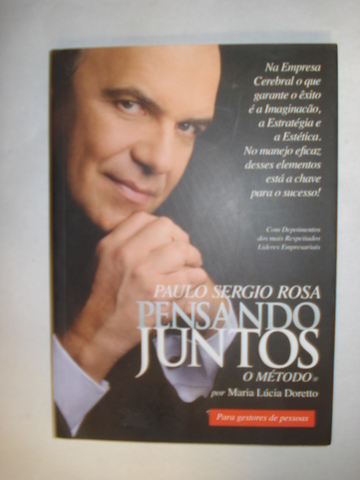 Na Empresa
Cerebral o que
garante o êxito
é a Imaginacão,
a Estratégia e
a Estética.
No manejo eficaz
desses elementos
está a chave
para o sucesso!
Com Depoimentos
dos mais Respeitados
Líderes Empresariais
PAULO SERGIO ROSA
PENSANDO
JUNTOS
O MÉTODO®
por Maria Lúcia Doretto
Para gestores de pessoas